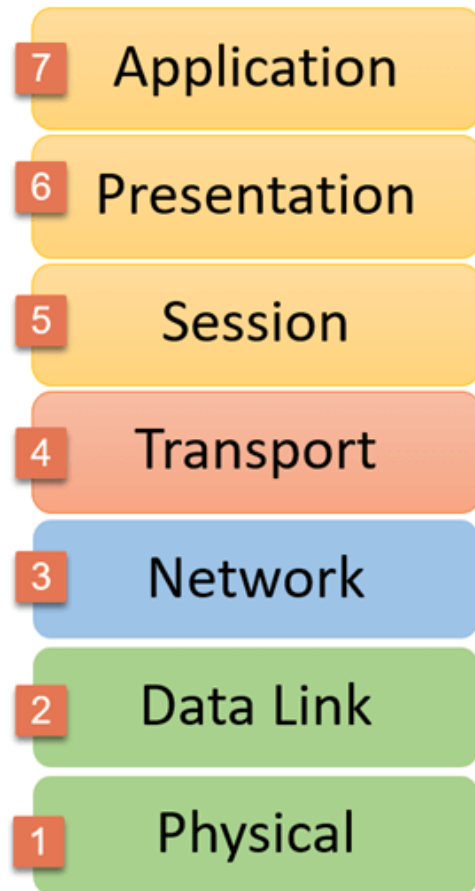 7 Application
6 Presentation
5 Session
4 Transport
3 Network
2 Data Link
1 Physical